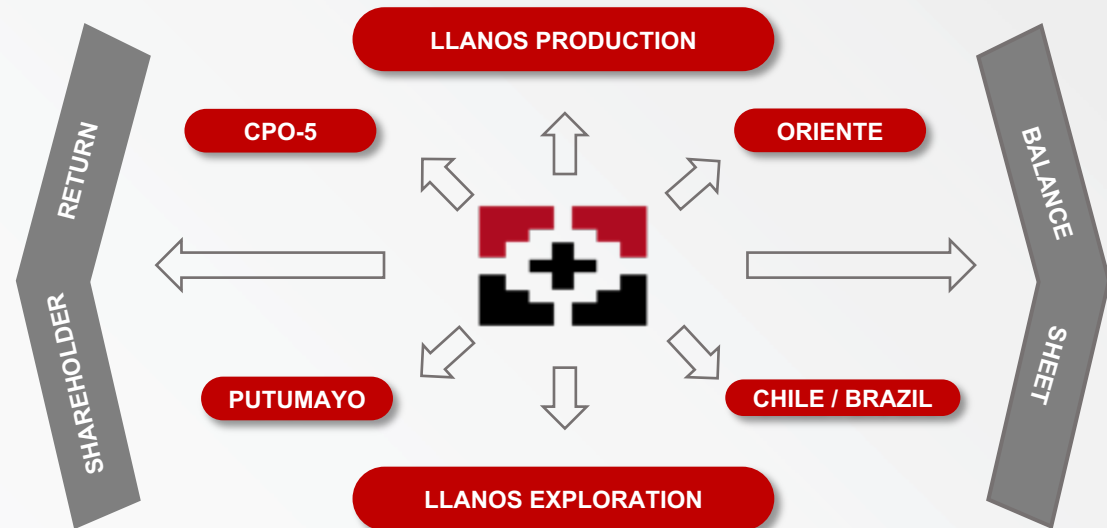 LLANOS PRODUCTION
CPO-5
ORIENTE
SHAREHOLDER RETURN
BALANCE SHEET
PUTUMAYO
CHILE / BRAZIL
LLANOS EXPLORATION